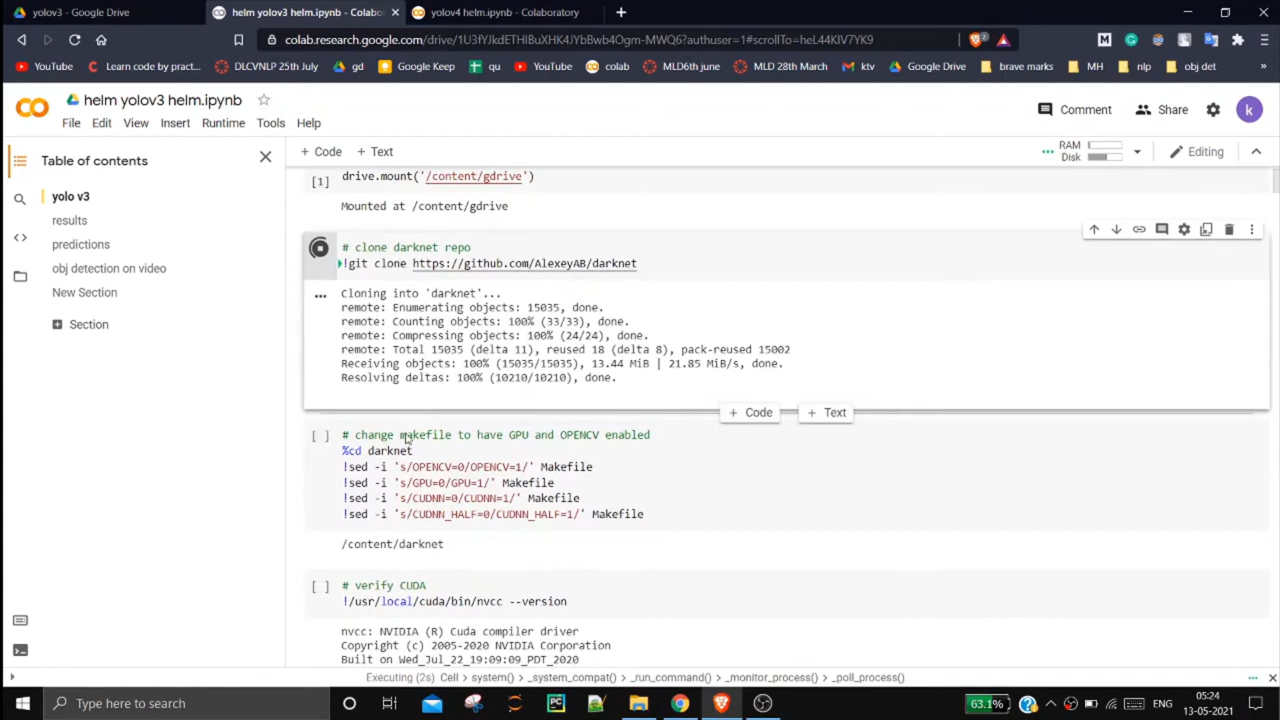 yolov3 - Google Drive
helm yolov3 helm.ipynb - Colabo
yolov4 helm.ipynb - Colaboratory
colab.research.google.com/drive/1U3fYJkdETHIBuXHK4JYbBwb4Ogm-MWQ6?authuser=1#scrollTo=heL44KIV7YK9
2
YouTube
Learn code by pract...
DLCVNLP 25th July
gd
Google Keep
qu
YouTube
colab
MLD6th june
MLD 28th March
ktv
Google Drive
brave marks
MH
nlp
obj det
helm yolov3 helm.ipynb
Comment
Share
k
File Edit View Insert Runtime Tools Help
Table of contents
+ Code + Text
RAM
Disk
Editing
yolo v3
results
predictions
obj detection on video
New Section
Section
[1] drive.mount('/content/gdrive')
Mounted at /content/gdrive
# clone darknet repo
!git clone https://github.com/AlexeyAB/darknet
Cloning into 'darknet'...
remote: Enumerating objects: 15035, done.
remote: Counting objects: 100% (33/33), done.
remote: Compressing objects: 100% (24/24), done.
remote: Total 15035 (delta 11), reused 18 (delta 8), pack-reused 15002
Receiving objects: 100% (15035/15035), 13.44 MiB | 21.85 MiB/s, done.
Resolving deltas: 100% (10210/10210), done.
+ Code + Text
[ ] # change makefile to have GPU and OPENCV enabled
%cd darknet
!sed -i 's/OPENCV=0/OPENCV=1/' Makefile
!sed -i 's/GPU=0/GPU=1/' Makefile
!sed -i 's/CUDNN=0/CUDNN=1/' Makefile
!sed -i 's/CUDNN_HALF=0/CUDNN_HALF=1/' Makefile
/content/darknet
[ ] # verify CUDA
!/usr/local/cuda/bin/nvcc --version
nvcc: NVIDIA (R) Cuda compiler driver
Copyright (c) 2005-2020 NVIDIA Corporation
Built on Wed_Jul_22_19:09:09_PDT_2020
Executing (2s) Cell > system() > _system_compat() > _run_command() > _monitor_process() > _poll_process()
Type here to search
63.1%
ENG
05:24
13-05-2021